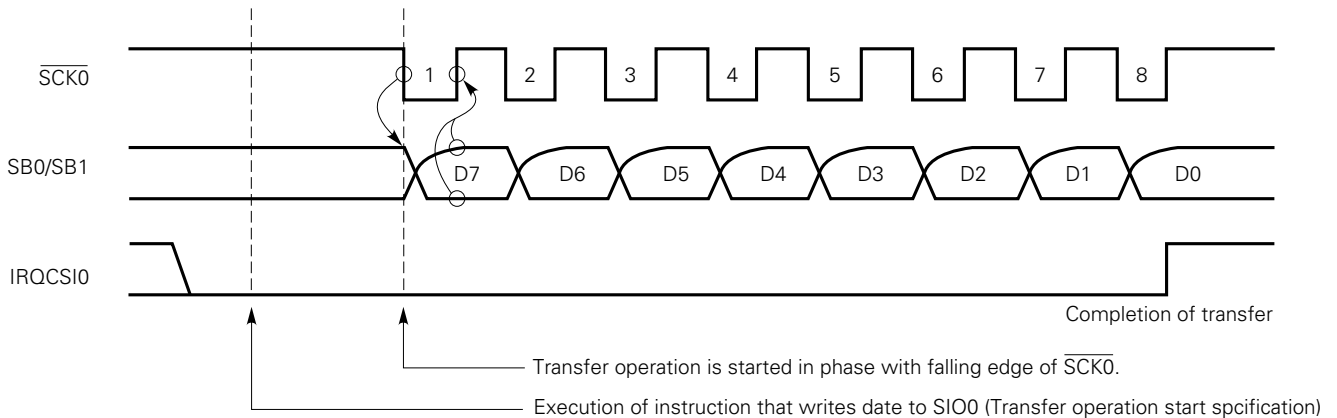 SCK0
1 2 3 4 5 6 7 8
SB0/SB1
D7 D6 D5 D4 D3 D2 D1 D0
IRQCSI0
Completion of transfer
Transfer operation is started in phase with falling edge of SCK0.
Execution of instruction that writes date to SIO0 (Transfer operation start spcification)